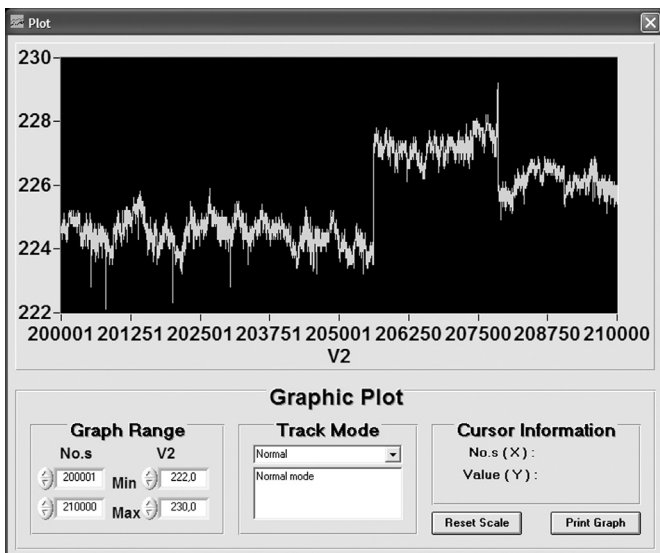 Plot
230
228
226
224
222
200001 201251 202501 203751 205001 206250 207500 208750 210000
V2
Graphic Plot
Graph Range
No.s V2
200001 Min 222,0
210000 Max 230,0
Track Mode
Normal
Normal mode
Cursor Information
No.s ( X ) :
Value ( Y ) :
Reset Scale Print Graph